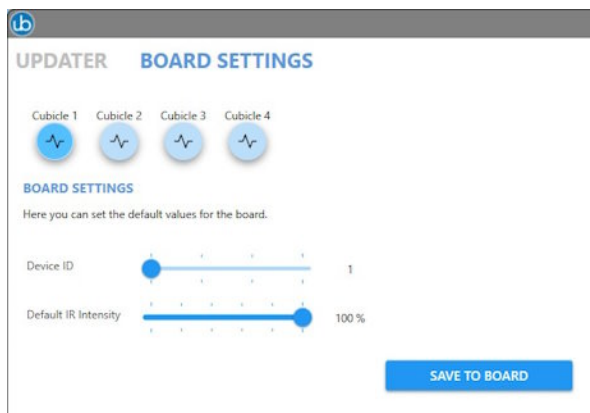 ub
UPDATER BOARD SETTINGS
Cubicle 1 Cubicle 2 Cubicle 3 Cubicle 4
BOARD SETTINGS
Here you can set the default values for the board.
Device ID 1
Default IR Intensity 100 %
SAVE TO BOARD